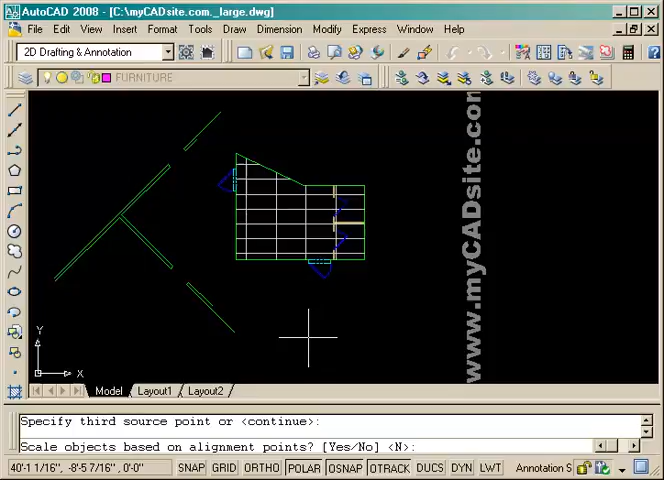 AutoCAD 2008 - [C:\myCADsite.com._large.dwg]
File Edit View Insert Format Tools Draw Dimension Modify Express Window Help
2D Drafting & Annotation
FURNITURE
www.myCADsite.com
Y
X
Model Layout1 Layout2
Specify third source point or <continue>:
Scale objects based on alignment points? [Yes/No] <N>:
40'-1 1/16", -8'-5 7/16", 0'-0" SNAP GRID ORTHO POLAR OSNAP OTRACK DUCS DYN LWT Annotation S